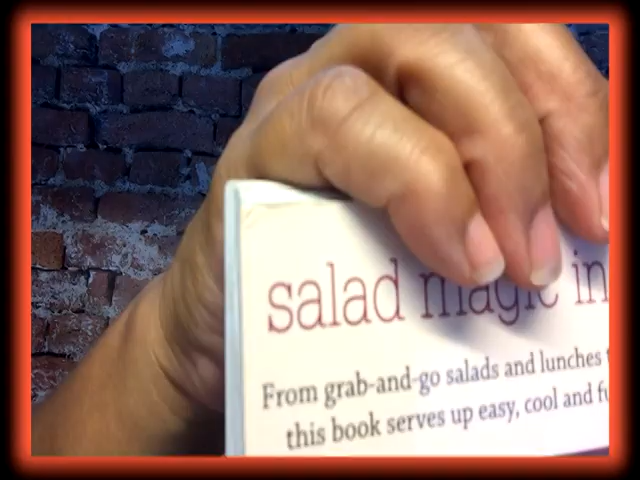 salad magic in
From grab-and-go salads and lunches
this book serves up easy, cool and